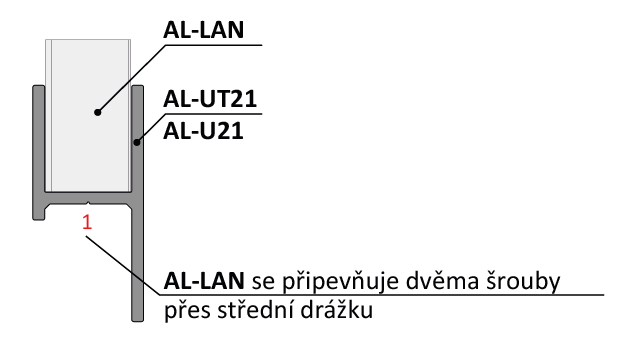 AL-LAN
AL-UT21
AL-U21
1
AL-LAN se připevňuje dvěma šrouby
přes střední drážku